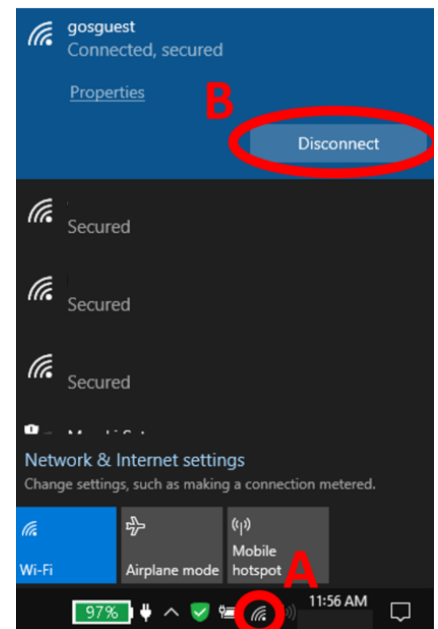 gosguest
Connected, secured
Properties
B
Disconnect
Secured
Secured
Secured
Network & Internet settings
Change settings, such as making a connection metered.
Wi-Fi
Airplane mode
Mobile
hotspot
A
97%
11:56 AM